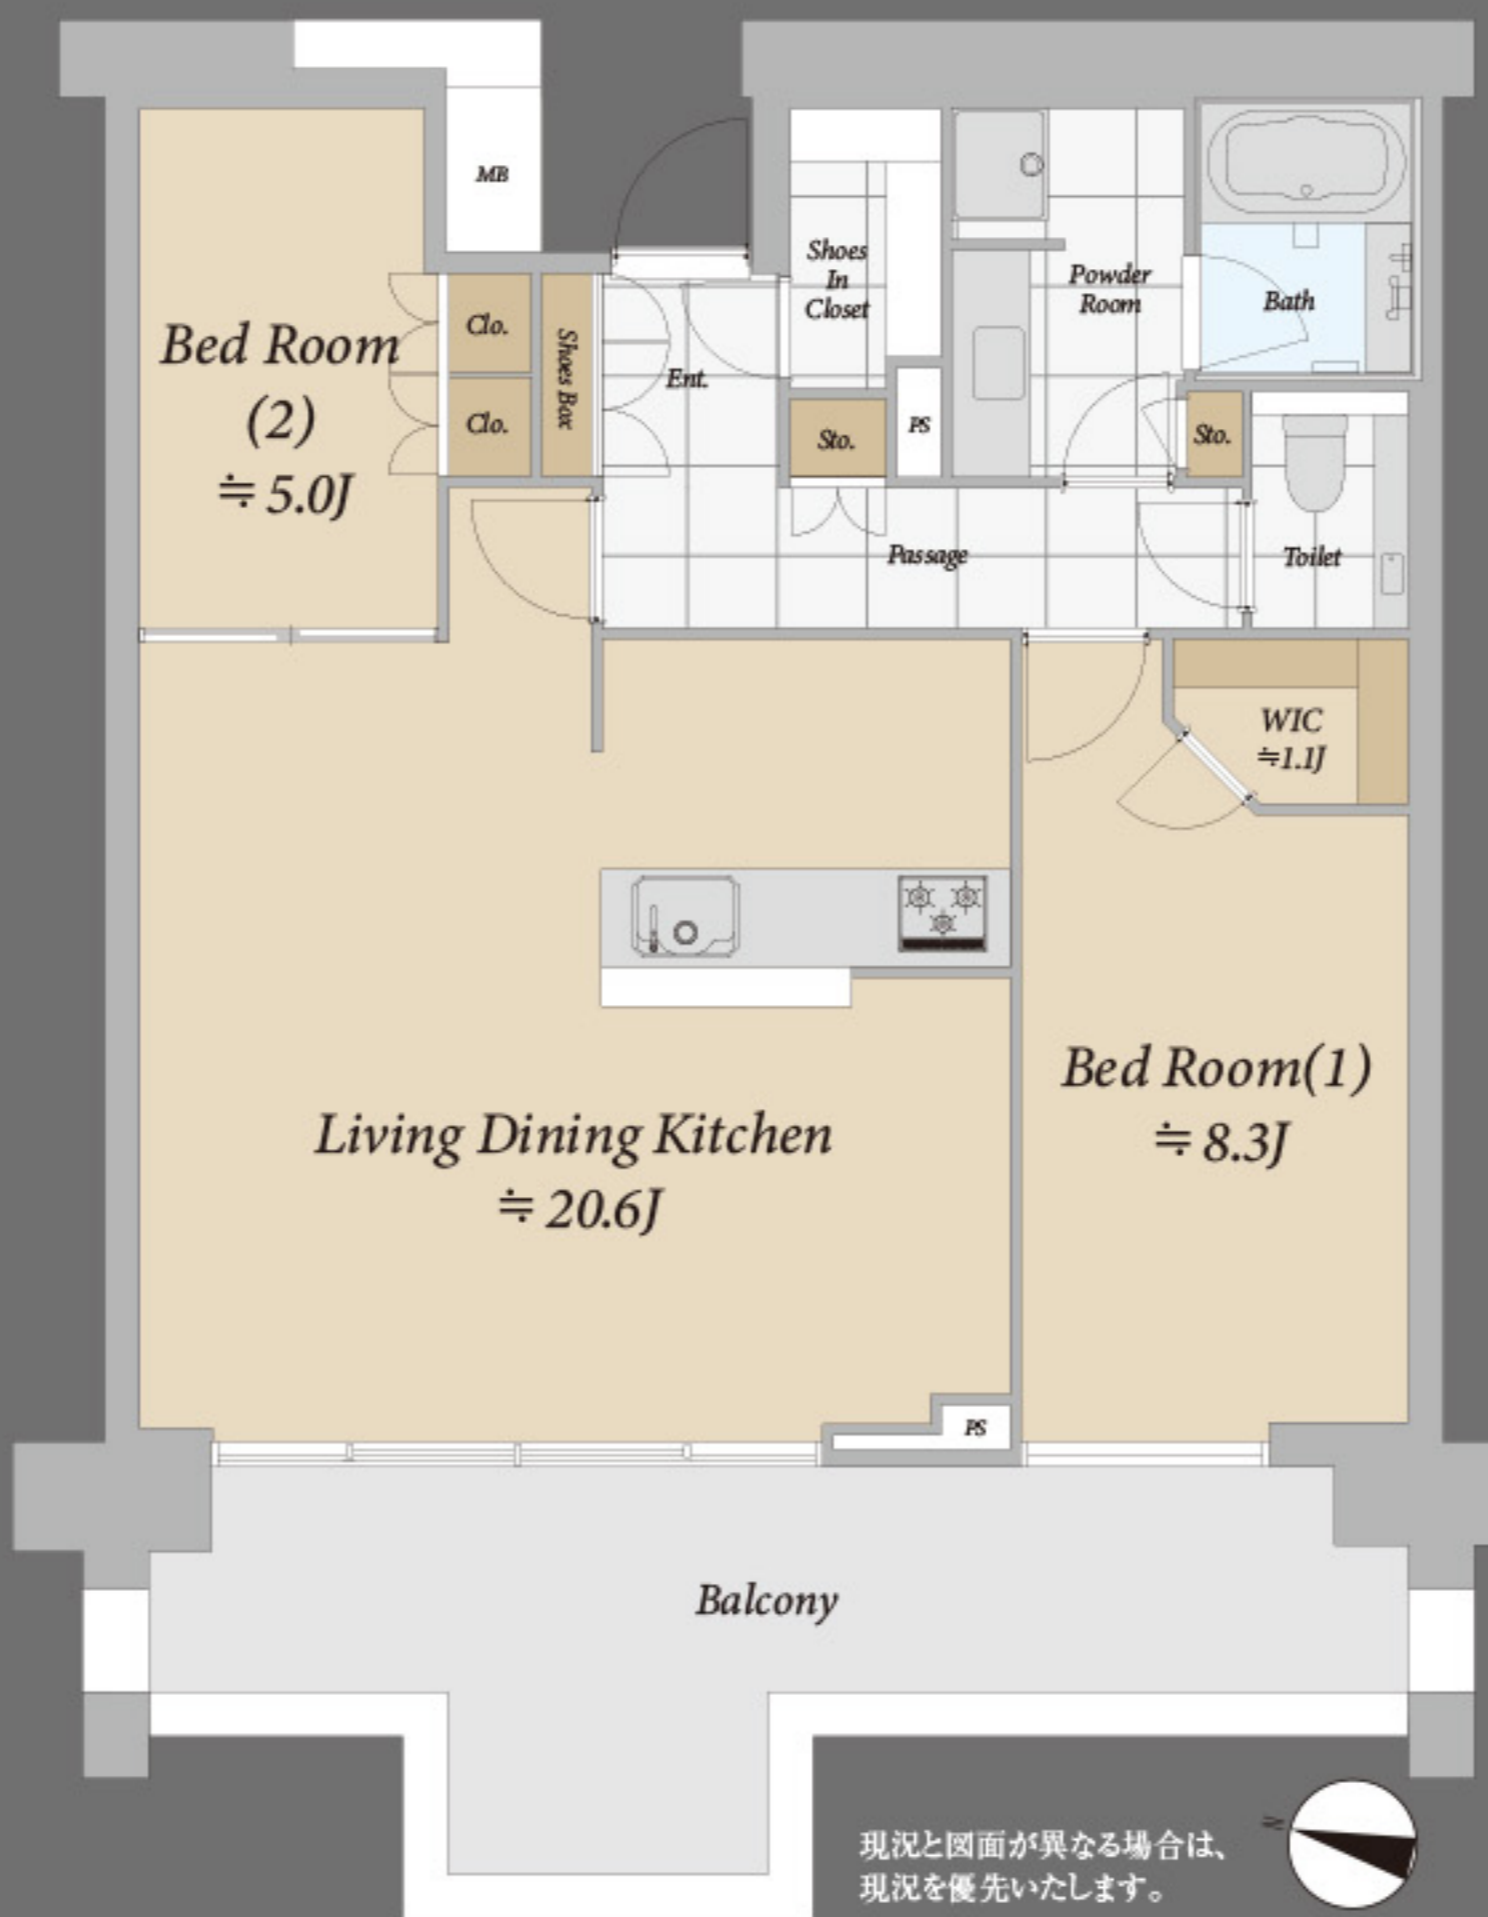 MB
Shoes
In
Closet
Powder
Room
Bath
Bed Room
(2)
≒5.0J
Clo.
Clo.
Shoes Box
Ent.
Sto.
PS
Sto.
Passage
Toilet
WIC
≒1.1J
Bed Room(1)
≒8.3J
Living Dining Kitchen
≒20.6J
PS
Balcony
N
現況と図面が異なる場合は、
現況を優先いたします。